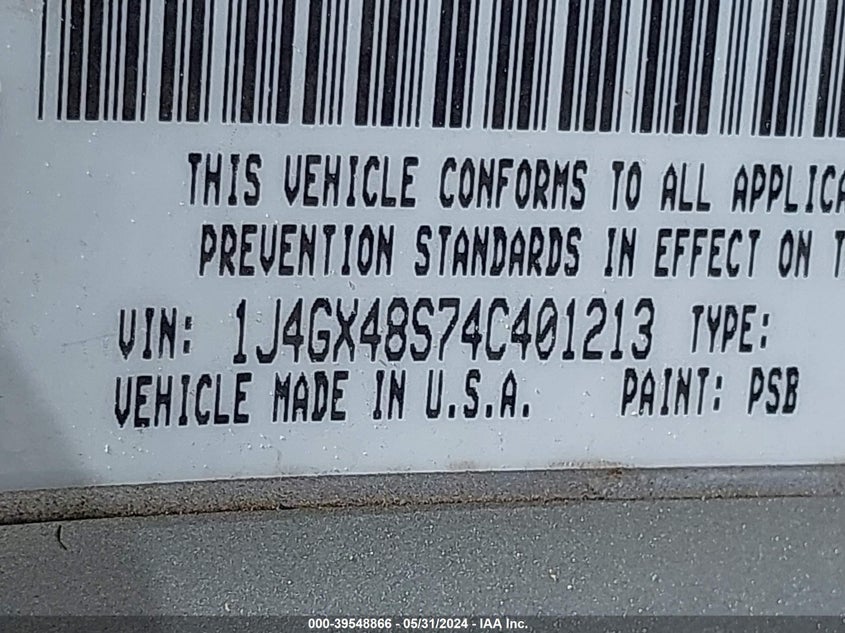 THIS VEHICLE CONFORMS TO ALL
PREVENTION STANDARDS IN EFFECT ON
VIN: 1J4GX48S74C401213 TYPE:
VEHICLE MADE IN U.S.A. PAINT: PSB
000-39548866 - 05/31/2024 - IAA Inc.